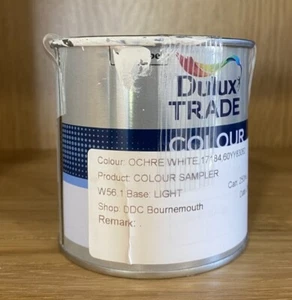 Dulux
TRADE
COLOUR
Colour: OCHRE WHITE,
Product: COLOUR SAMPLER
W56.1 Base: LIGHT
Shop: DDC Bournemouth
Remark: